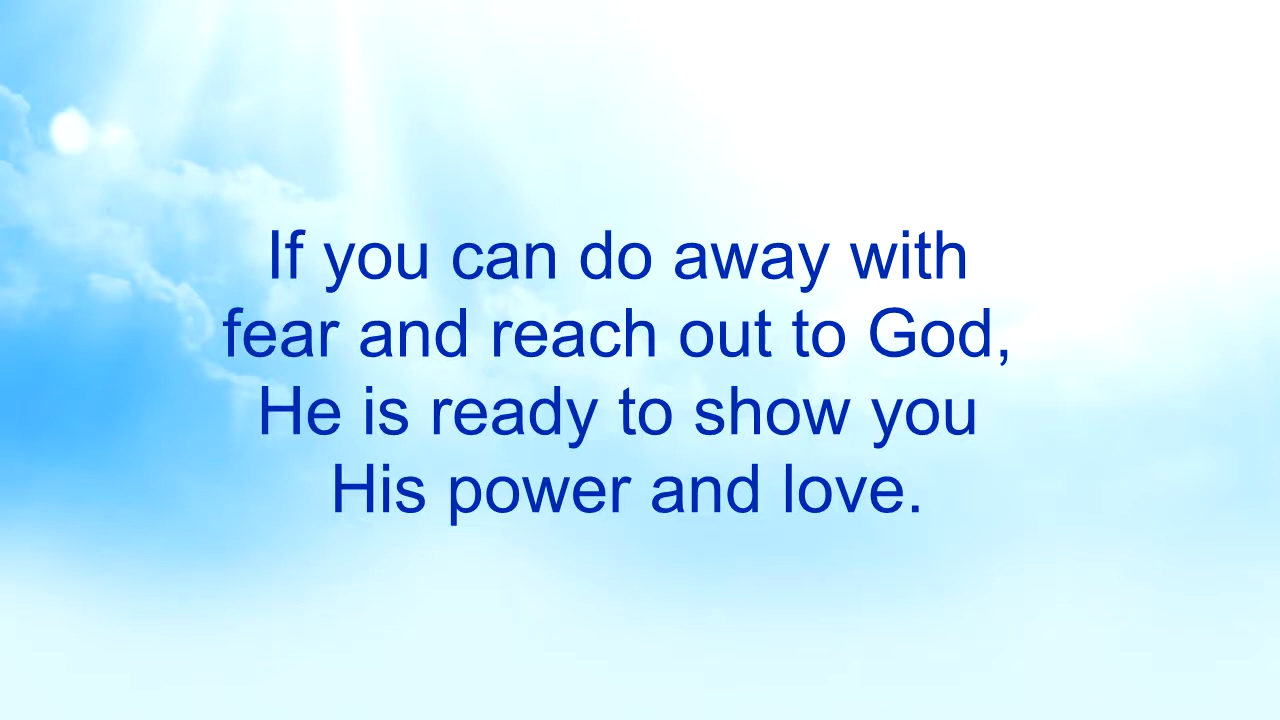 If you can do away with
fear and reach out to God,
He is ready to show you
His power and love.